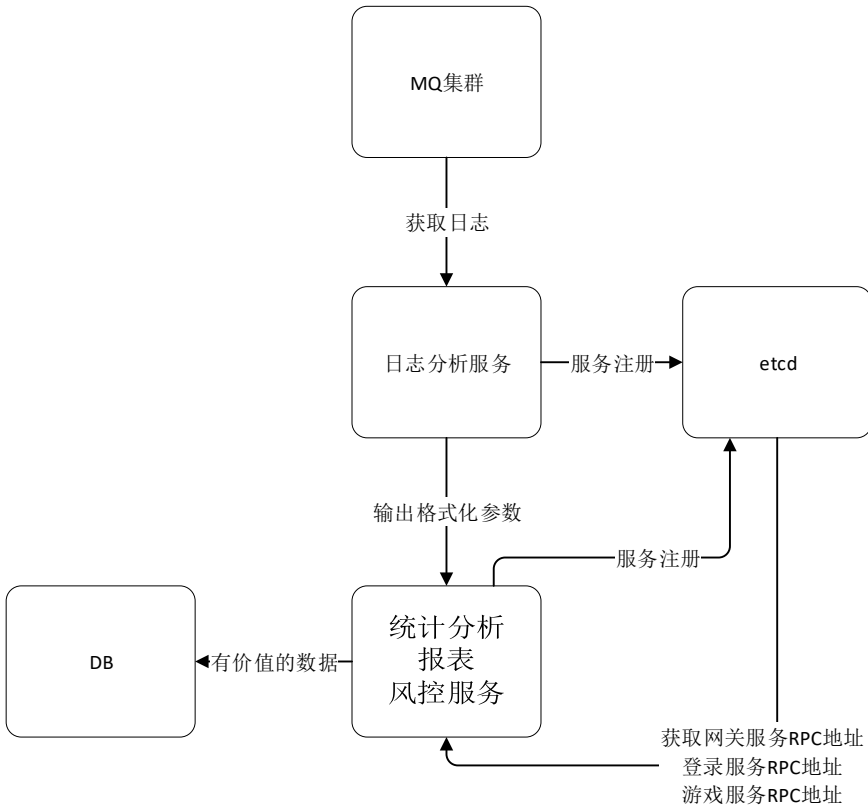 MQ集群
获取日志
日志分析服务
服务注册
etcd
输出格式化参数
服务注册
DB
有价值的数据
统计分析
报表
风控服务
获取网关服务RPC地址
登录服务RPC地址
游戏服务RPC地址